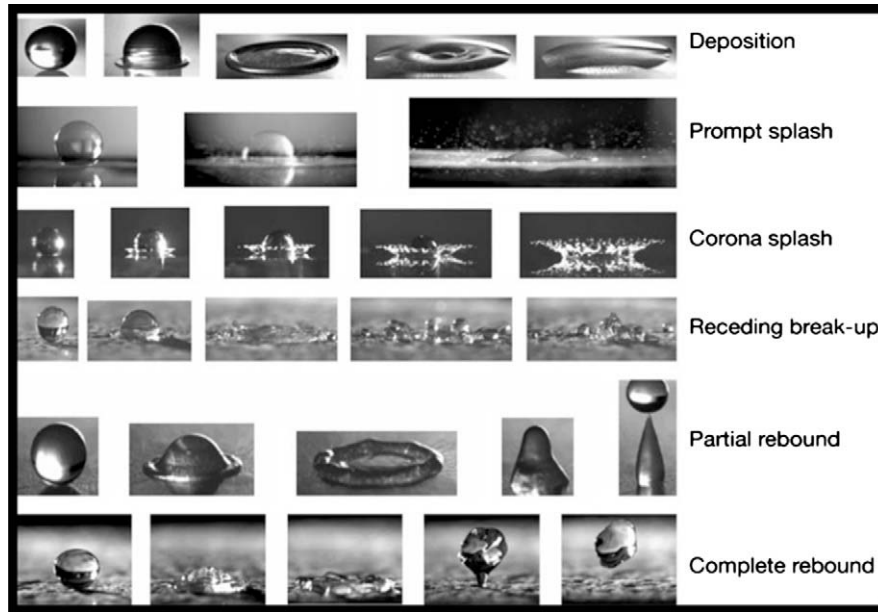 Deposition
Prompt splash
Corona splash
Receding break-up
Partial rebound
Complete rebound